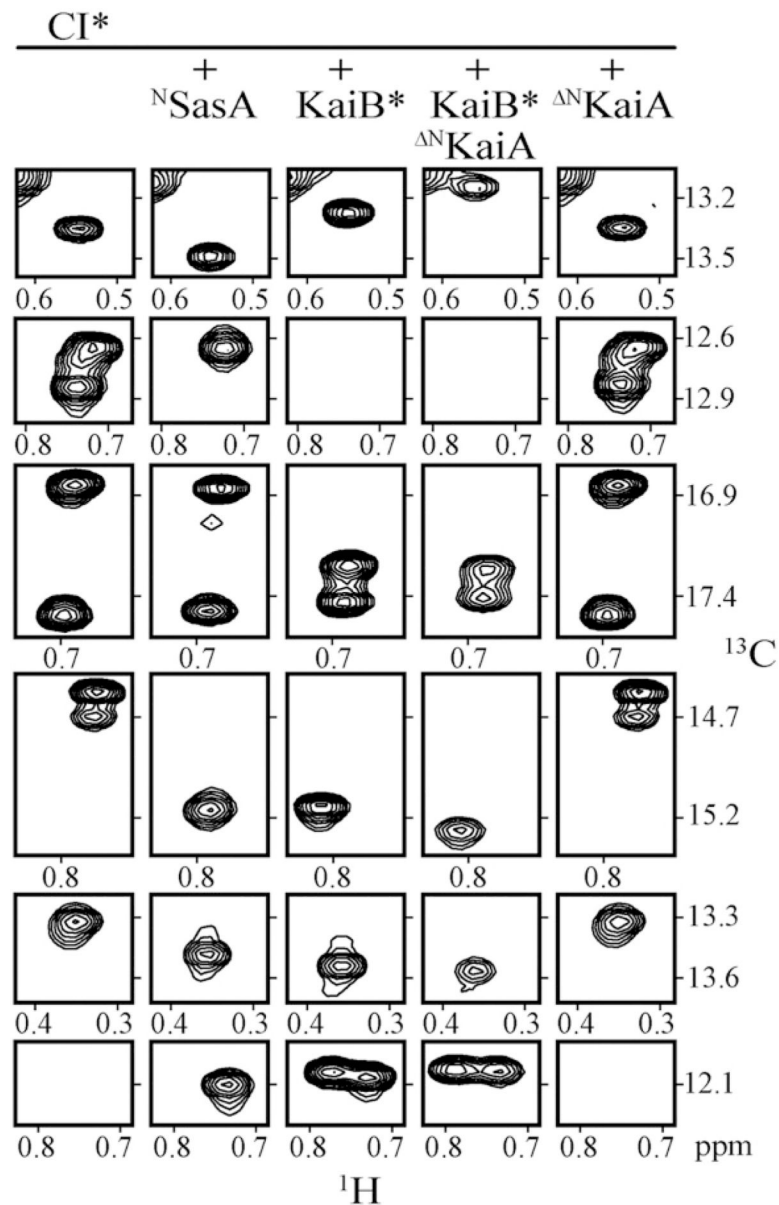 CI*
+ + + +
ᴺSasA KaiB* KaiB* ᐃᴺKaiA
ᐃᴺKaiA
13.2
13.5
0.6 0.5 0.6 0.5 0.6 0.5 0.6 0.5 0.6 0.5
12.6
12.9
0.8 0.7 0.8 0.7 0.8 0.7 0.8 0.7 0.8 0.7
16.9
17.4
0.7 0.7 0.7 0.7 0.7
¹³C
14.7
15.2
0.8 0.8 0.8 0.8 0.8
13.3
13.6
0.4 0.3 0.4 0.3 0.4 0.3 0.4 0.3 0.4 0.3
12.1
0.8 0.7 0.8 0.7 0.8 0.7 0.8 0.7 0.8 0.7 ppm
¹H